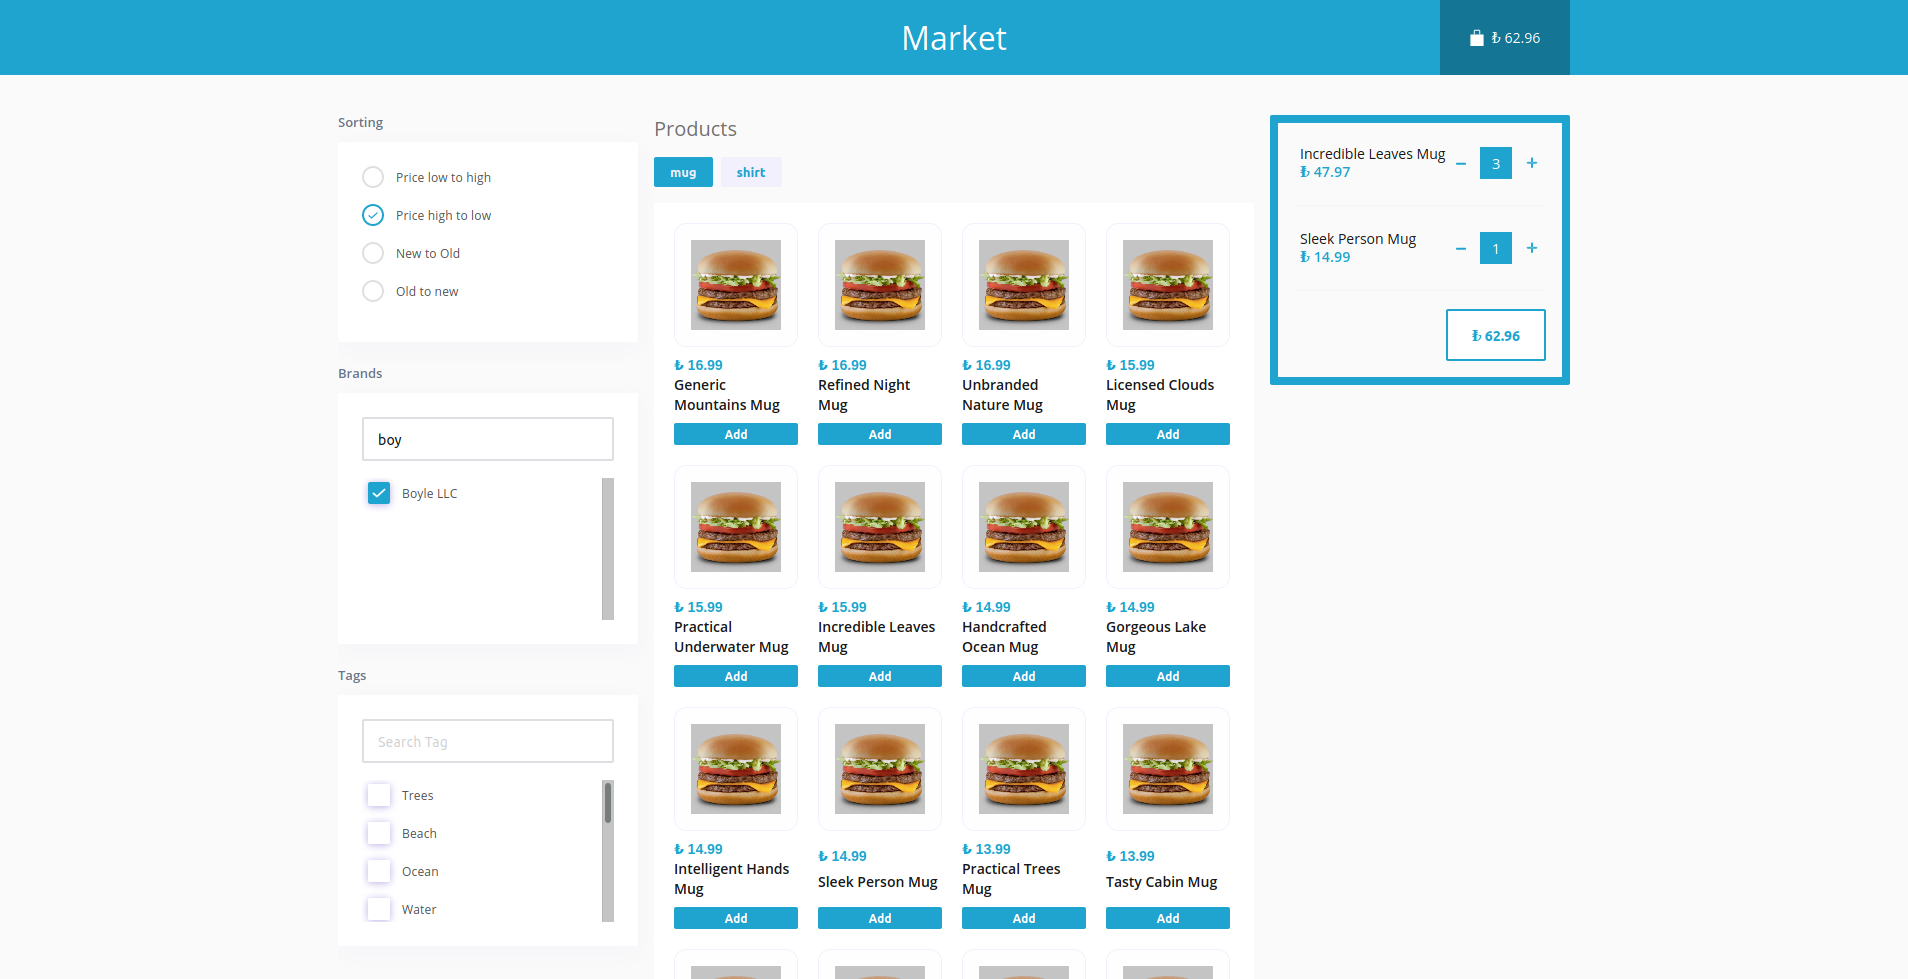 Market
₺ 62.96
Sorting
Price low to high
Price high to low
New to Old
Old to new
Brands
boy
Boyle LLC
Tags
Search Tag
Trees
Beach
Ocean
Water
Products
mug
shirt
₺ 16.99
Generic
Mountains Mug
Add
₺ 16.99
Refined Night
Mug
Add
₺ 16.99
Unbranded
Nature Mug
Add
₺ 15.99
Licensed Clouds
Mug
Add
₺ 15.99
Practical
Underwater Mug
Add
₺ 15.99
Incredible Leaves
Mug
Add
₺ 14.99
Handcrafted
Ocean Mug
Add
₺ 14.99
Gorgeous Lake
Mug
Add
₺ 14.99
Intelligent Hands
Mug
Add
₺ 14.99
Sleek Person Mug
Add
₺ 13.99
Practical Trees
Mug
Add
₺ 13.99
Tasty Cabin Mug
Add
Incredible Leaves Mug
₺ 47.97
− 3 +
Sleek Person Mug
₺ 14.99
− 1 +
₺ 62.96